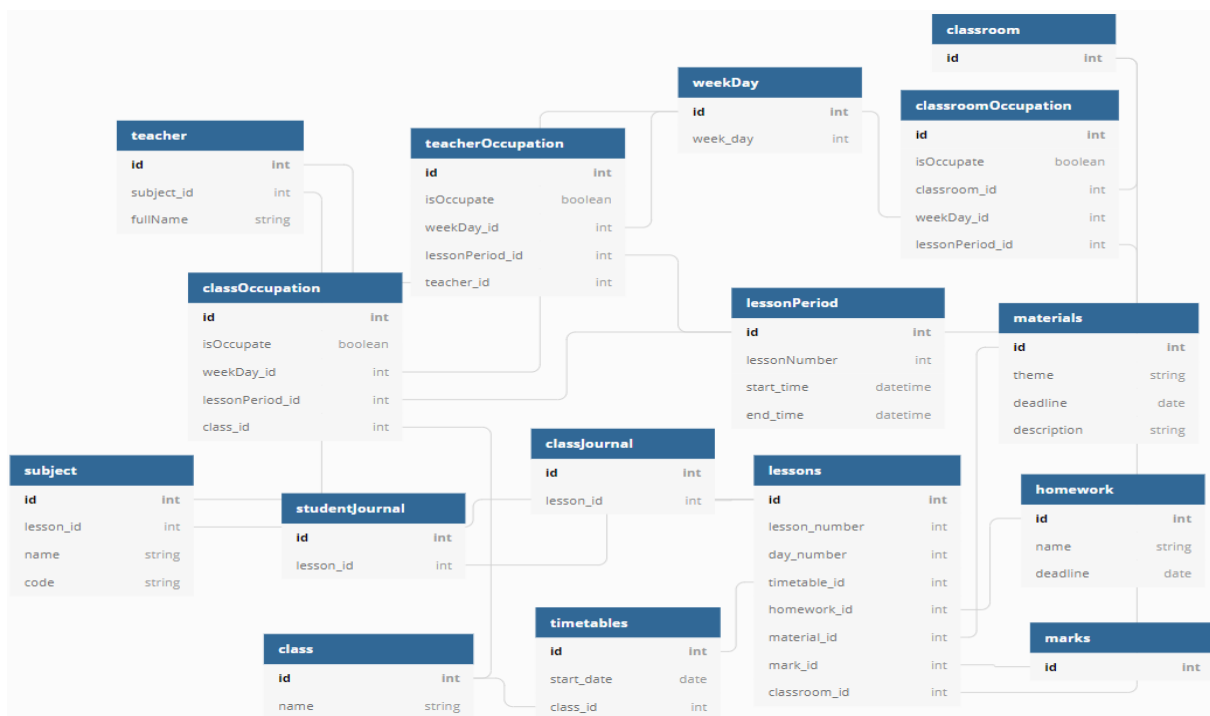 classroom
id int
weekDay
id int
week_day int
classroomOccupation
id int
isOccupate boolean
classroom_id int
weekDay_id int
lessonPeriod_id int
teacher
id int
subject_id int
fullName string
teacherOccupation
id int
isOccupate boolean
weekDay_id int
lessonPeriod_id int
teacher_id int
classOccupation
id int
isOccupate boolean
weekDay_id int
lessonPeriod_id int
class_id int
lessonPeriod
id int
lessonNumber int
start_time datetime
end_time datetime
materials
id int
theme string
deadline date
description string
subject
id int
lesson_id int
name string
code string
studentJournal
id int
lesson_id int
classJournal
id int
lesson_id int
lessons
id int
lesson_number int
day_number int
timetable_id int
homework_id int
material_id int
mark_id int
classroom_id int
homework
id int
name string
deadline date
class
id int
name string
timetables
id int
start_date date
class_id int
marks
id int